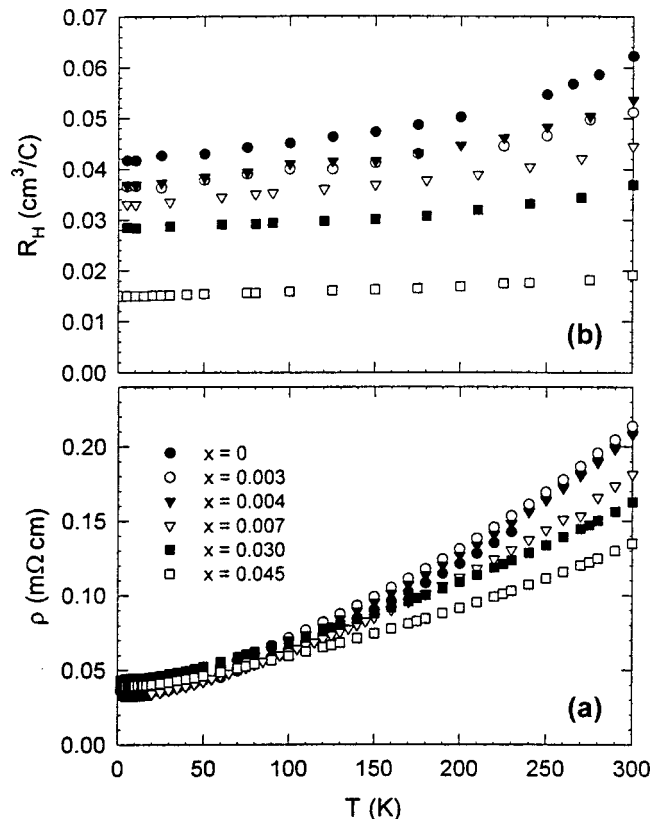 0.07
0.06
0.05
0.04
0.03
0.02
0.01
0.00
R_H (cm³/C)
(b)
0.20
0.15
0.10
0.05
0.00
ρ (mΩ cm)
x = 0
x = 0.003
x = 0.004
x = 0.007
x = 0.030
x = 0.045
(a)
0 50 100 150 200 250 300
T (K)